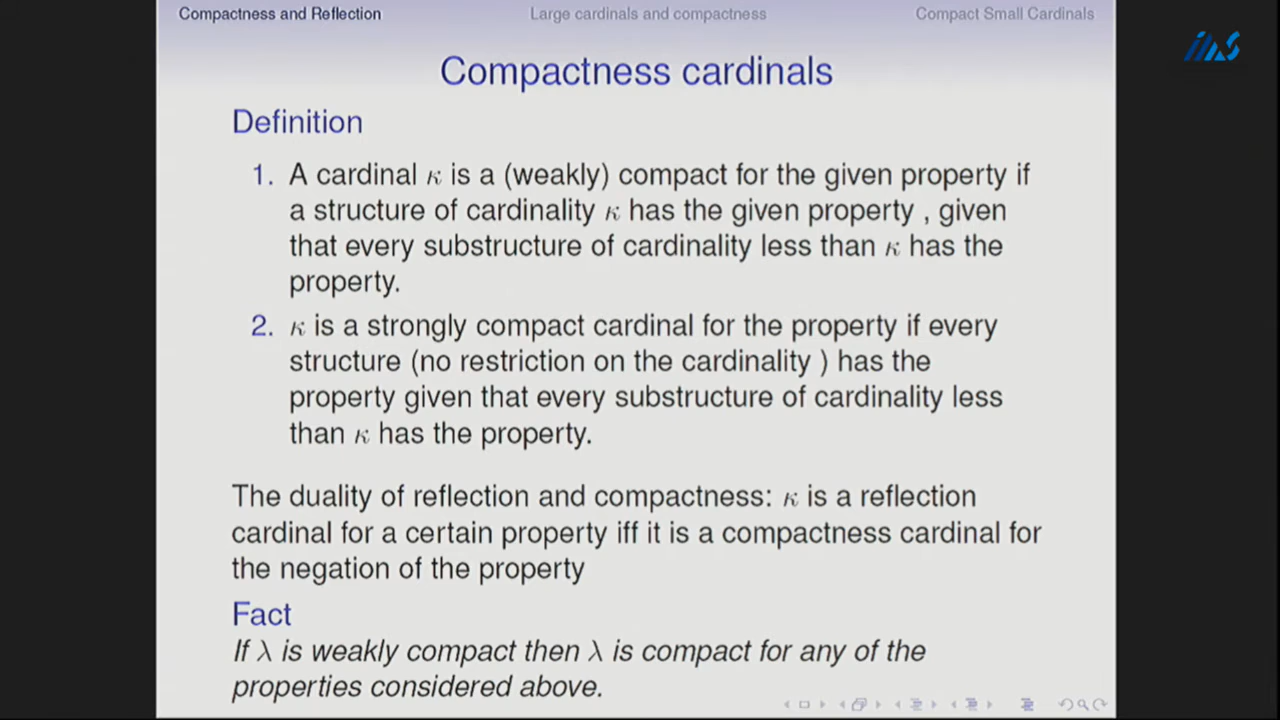 Compactness and Reflection Large cardinals and compactness Compact Small Cardinals
Compactness cardinals
Definition
1. A cardinal κ is a (weakly) compact for the given property if
a structure of cardinality κ has the given property , given
that every substructure of cardinality less than κ has the
property.
2. κ is a strongly compact cardinal for the property if every
structure (no restriction on the cardinality ) has the
property given that every substructure of cardinality less
than κ has the property.
The duality of reflection and compactness: κ is a reflection
cardinal for a certain property iff it is a compactness cardinal for
the negation of the property
Fact
If λ is weakly compact then λ is compact for any of the
properties considered above.